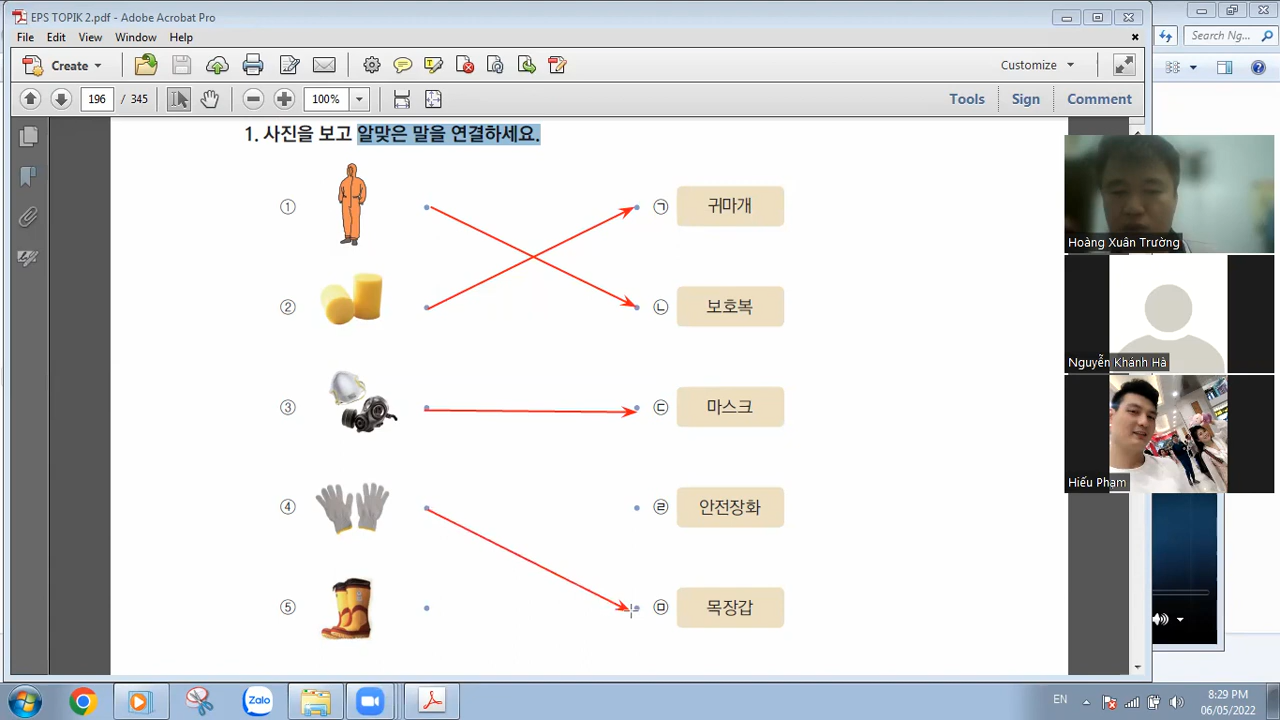 EPS TOPIK 2.pdf - Adobe Acrobat Pro
File Edit View Window Help
Search Ng...
Create
Customize
196 / 345
100%
Tools Sign Comment
1. 사진을 보고 알맞은 말을 연결하세요.
① ㉠ 귀마개
② ㉡ 보호복
③ ㉢ 마스크
④ ㉣ 안전장화
⑤ ㉤ 목장갑
Hoàng Xuân Trường
Nguyễn Khánh Hà
Hiếu Phạm
Zalo
EN
8:29 PM
06/05/2022